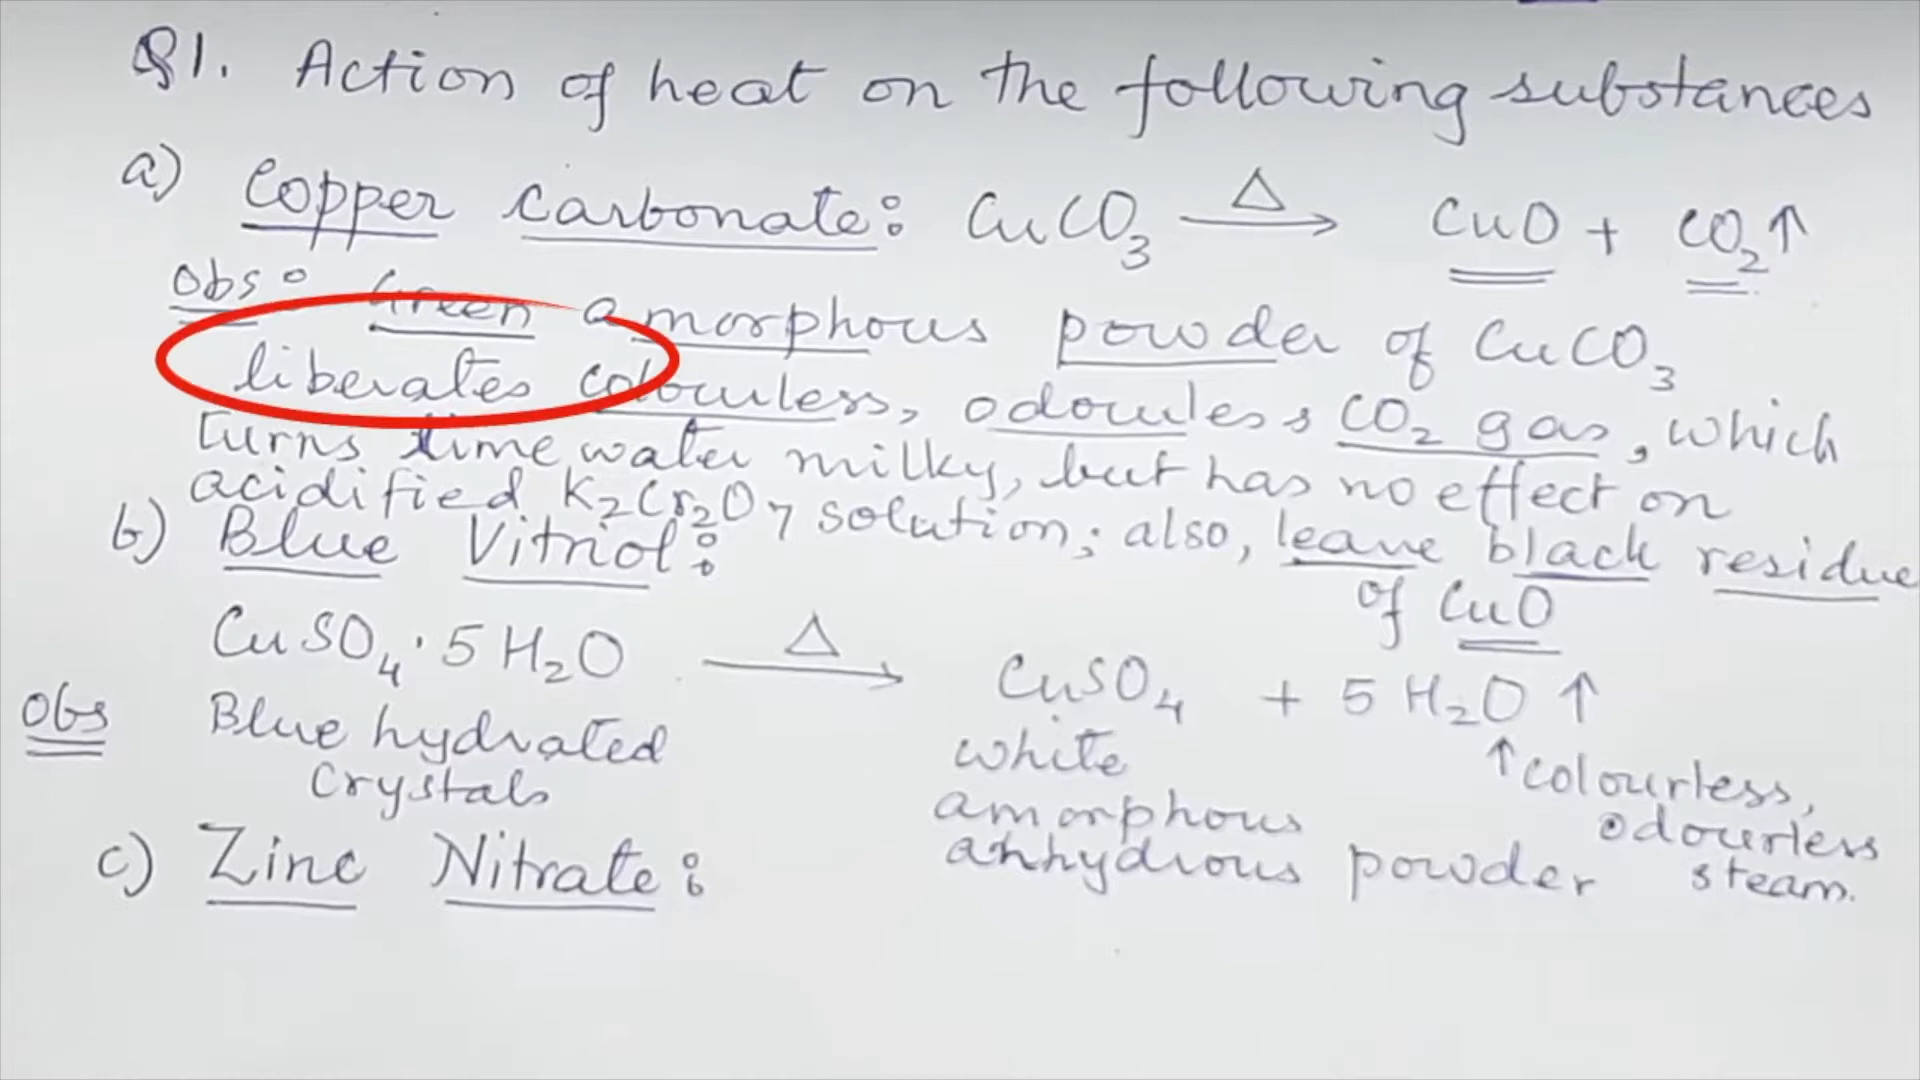 Q1. Action of heat on the following substances
a) Copper Carbonate: CuCO₃ —Δ→ CuO + CO₂↑
Obs: Green amorphous powder of CuCO₃
liberates colourless, odourless CO₂ gas, which
turns lime water milky, but has no effect on
acidified K₂Cr₂O₇ solution; also, leave black residue
of CuO
b) Blue Vitriol:
CuSO₄·5H₂O —Δ→ CuSO₄ + 5H₂O ↑
Obs Blue hydrated crystals
white amorphous anhydrous powder
↑ colourless, odourless steam.
c) Zinc Nitrate: